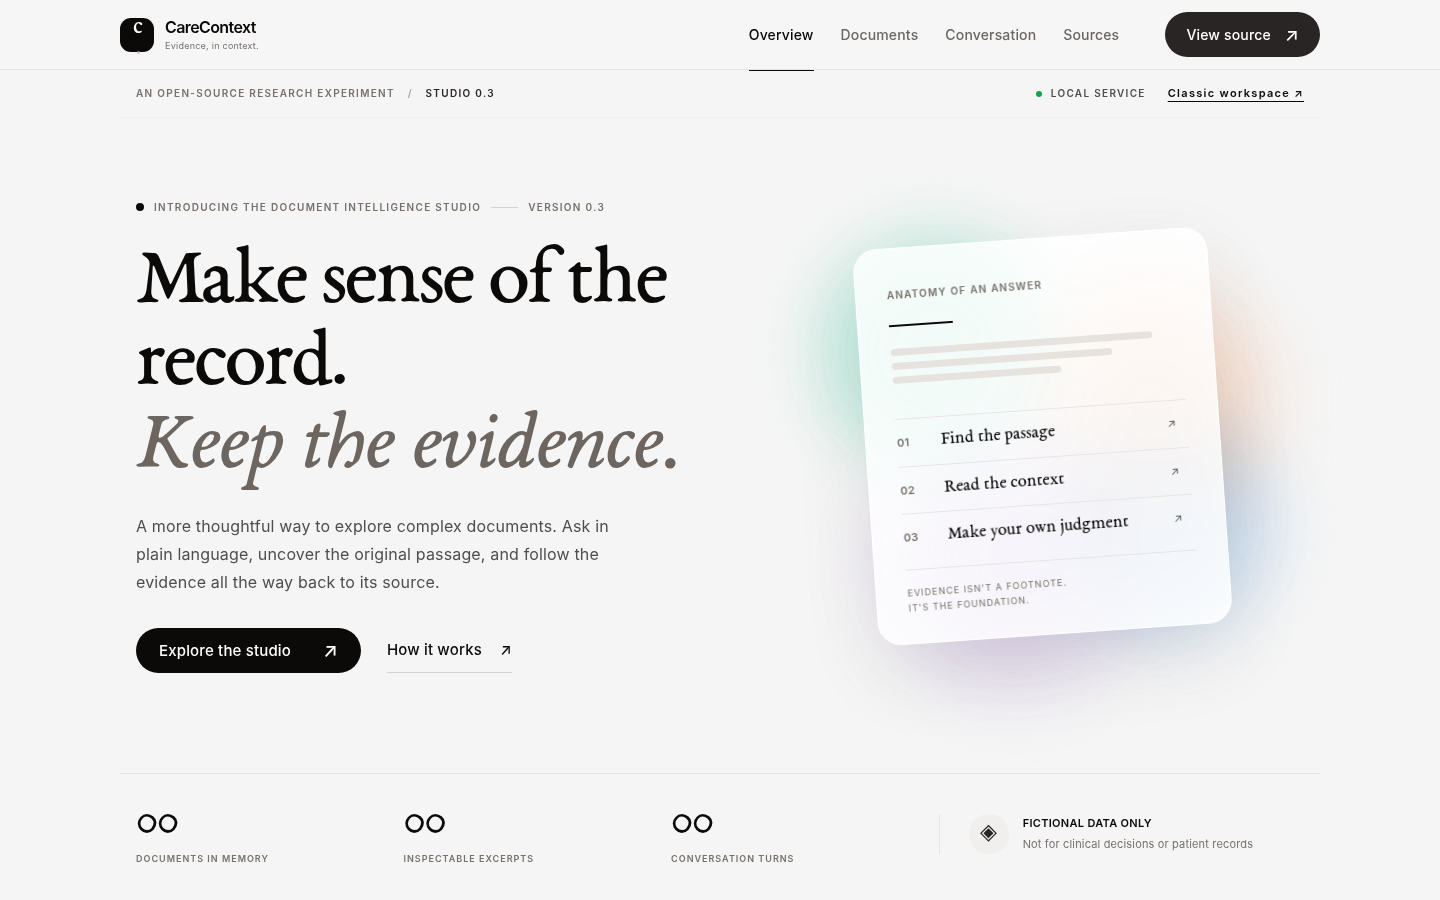 C
CareContext
Evidence, in context.
Overview
Documents
Conversation
Sources
View source ↗
AN OPEN-SOURCE RESEARCH EXPERIMENT / STUDIO 0.3
LOCAL SERVICE
Classic workspace ↗
INTRODUCING THE DOCUMENT INTELLIGENCE STUDIO
VERSION 0.3
Make sense of the
record.
Keep the evidence.
A more thoughtful way to explore complex documents. Ask in
plain language, uncover the original passage, and follow the
evidence all the way back to its source.
Explore the studio ↗
How it works ↗
ANATOMY OF AN ANSWER
01 Find the passage ↗
02 Read the context ↗
03 Make your own judgment ↗
EVIDENCE ISN'T A FOOTNOTE.
IT'S THE FOUNDATION.
00
DOCUMENTS IN MEMORY
00
INSPECTABLE EXCERPTS
00
CONVERSATION TURNS
FICTIONAL DATA ONLY
Not for clinical decisions or patient records